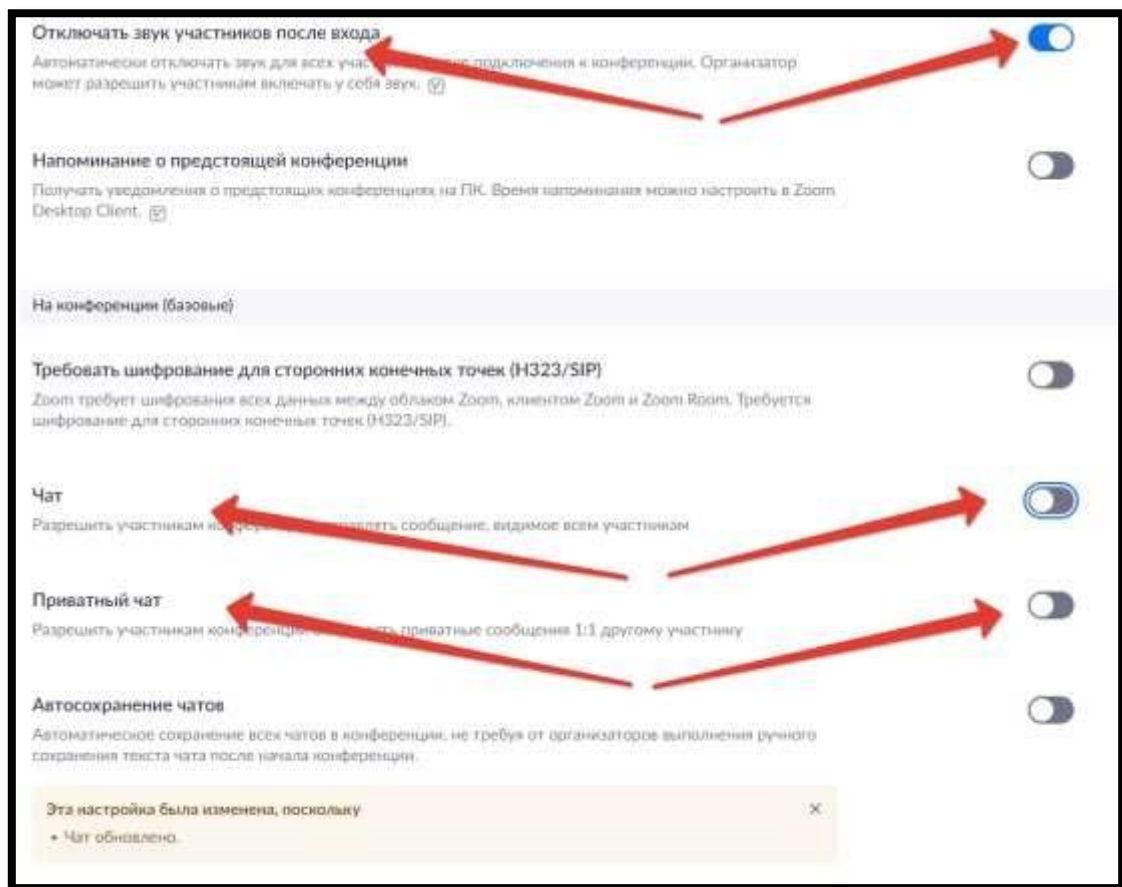 Отключать звук участников после входа
Автоматически отключать звук для всех подключения к конференции. Организатор
может разрешить участникам включать у себя звук.
Напоминание о предстоящей конференции
Получать уведомления о предстоящих конференциях на ПК. Время напоминания можно настроить в Zoom
Desktop Client.
На конференции (базовые)
Требовать шифрование для сторонних конечных точек (H323/SIP)
Zoom требует шифрования всех данных между облаком Zoom, клиентом Zoom и Zoom Room. Требуется
шифрование для сторонних конечных точек (H323/SIP).
Чат
Разрешить участникам сообщение, видимое всем участникам
Приватный чат
Разрешить участникам приватные сообщения 1:1 другому участнику
Автосохранение чатов
Автоматическое сохранение всех чатов в конференции, не требуя от организаторов выполнения ручного
сохранения текста чата после начала конференции.
Эта настройка была изменена, поскольку
• Чат обновлено.